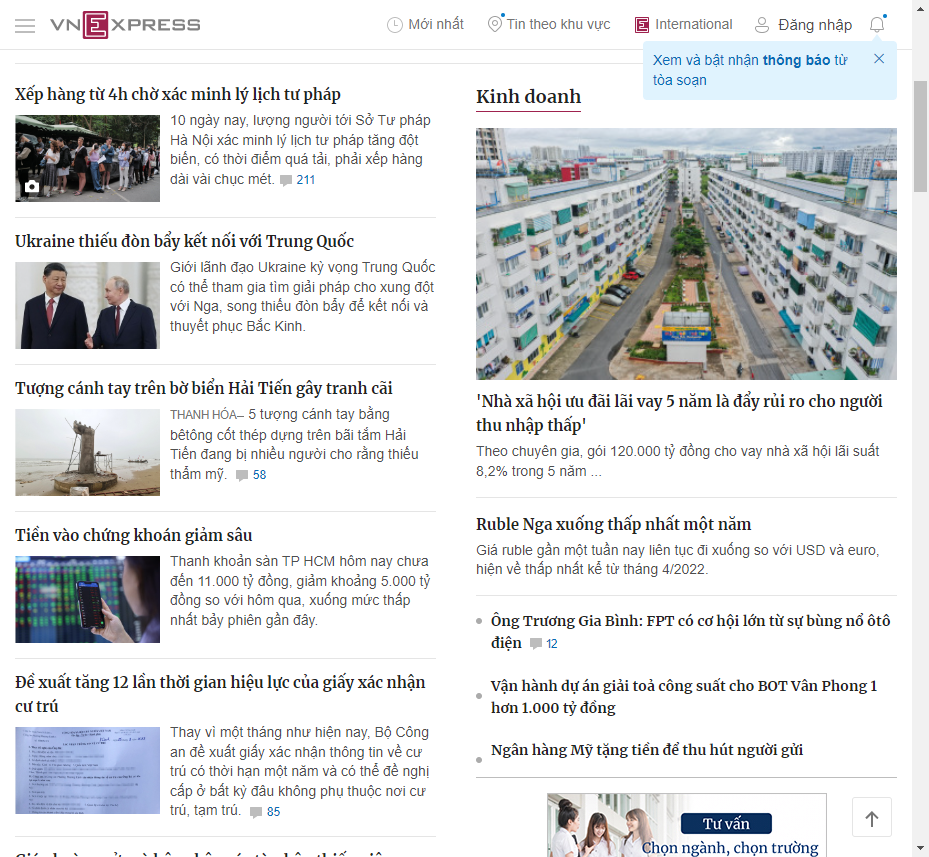 VNEXPRESS
Mới nhất
Tin theo khu vực
International
Đăng nhập
Xem và bật nhận thông báo từ
tòa soạn
Xếp hàng từ 4h chờ xác minh lý lịch tư pháp
10 ngày nay, lượng người tới Sở Tư pháp
Hà Nội xác minh lý lịch tư pháp tăng đột
biến, có thời điểm quá tải, phải xếp hàng
dài vài chục mét. 211
Ukraine thiếu đòn bẩy kết nối với Trung Quốc
Giới lãnh đạo Ukraine kỳ vọng Trung Quốc
có thể tham gia tìm giải pháp cho xung đột
với Nga, song thiếu đòn bẩy để kết nối và
thuyết phục Bắc Kinh.
Tượng cánh tay trên bờ biển Hải Tiến gây tranh cãi
THANH HÓA– 5 tượng cánh tay bằng
bêtông cốt thép dựng trên bãi tắm Hải
Tiến đang bị nhiều người cho rằng thiếu
thẩm mỹ. 58
Tiền vào chứng khoán giảm sâu
Thanh khoản sàn TP HCM hôm nay chưa
đến 11.000 tỷ đồng, giảm khoảng 5.000 tỷ
đồng so với hôm qua, xuống mức thấp
nhất bảy phiên gần đây.
Đề xuất tăng 12 lần thời gian hiệu lực của giấy xác nhận
cư trú
Thay vì một tháng như hiện nay, Bộ Công
an đề xuất giấy xác nhận thông tin về cư
trú có thời hạn một năm và có thể đề nghị
cấp ở bất kỳ đâu không phụ thuộc nơi cư
trú, tạm trú. 85
Kinh doanh
'Nhà xã hội ưu đãi lãi vay 5 năm là đẩy rủi ro cho người
thu nhập thấp'
Theo chuyên gia, gói 120.000 tỷ đồng cho vay nhà xã hội lãi suất
8,2% trong 5 năm ...
Ruble Nga xuống thấp nhất một năm
Giá ruble gần một tuần nay liên tục đi xuống so với USD và euro,
hiện về thấp nhất kể từ tháng 4/2022.
Ông Trương Gia Bình: FPT có cơ hội lớn từ sự bùng nổ ôtô
điện 12
Vận hành dự án giải toả công suất cho BOT Vân Phong 1
hơn 1.000 tỷ đồng
Ngân hàng Mỹ tặng tiền để thu hút người gửi
Tư vấn
Chọn ngành, chọn trường